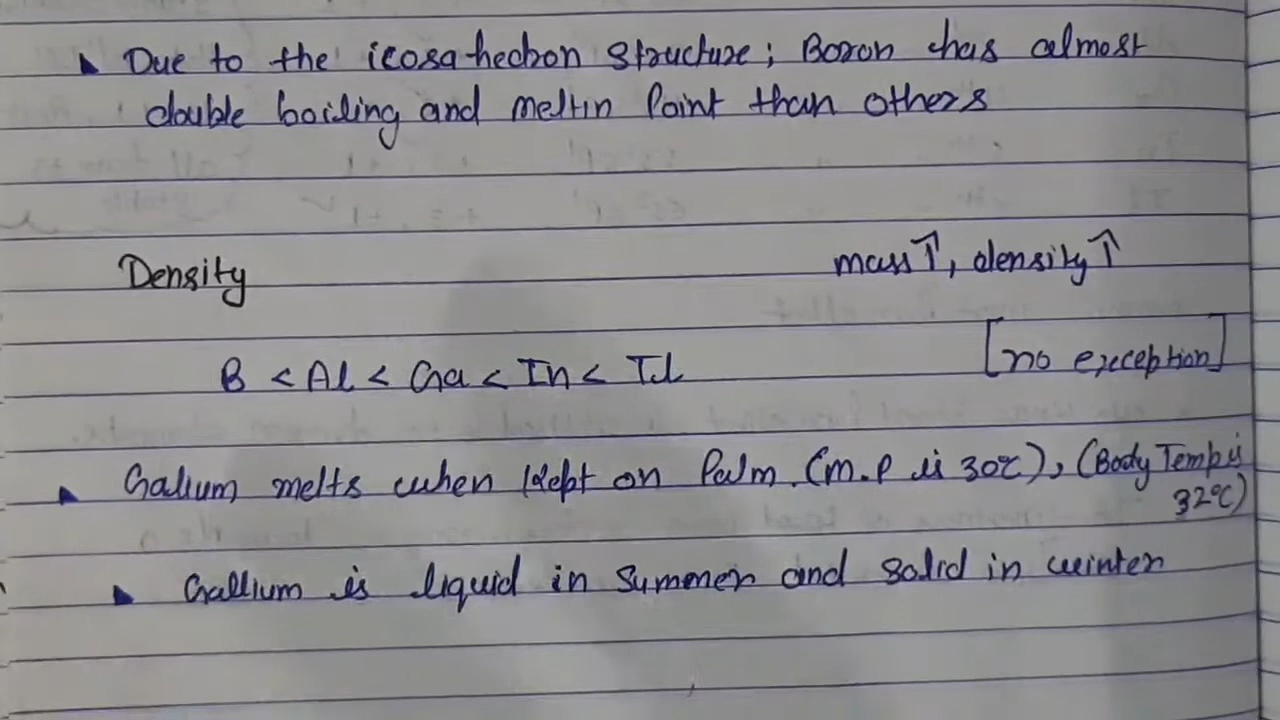 Due to the icosahedron structure; Boron has almost
double boiling and meltin Point than others
Density
mass↑, density↑
B < Al < Ga < In < Tl
[no exception]
Galium melts when kept on Palm. (m.p is 30℃), (Body Temp is
32°C)
Gallium is liquid in summer and solid in winter